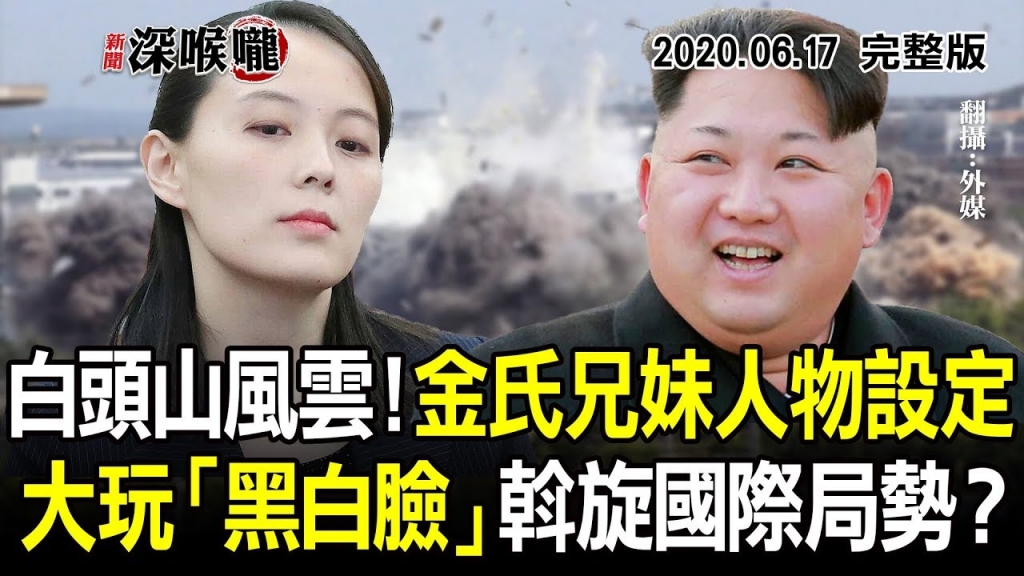 新聞深喉嚨
2020.06.17 完整版
翻攝：外媒
白頭山風雲！金氏兄妹人物設定
大玩「黑白臉」斡旋國際局勢？